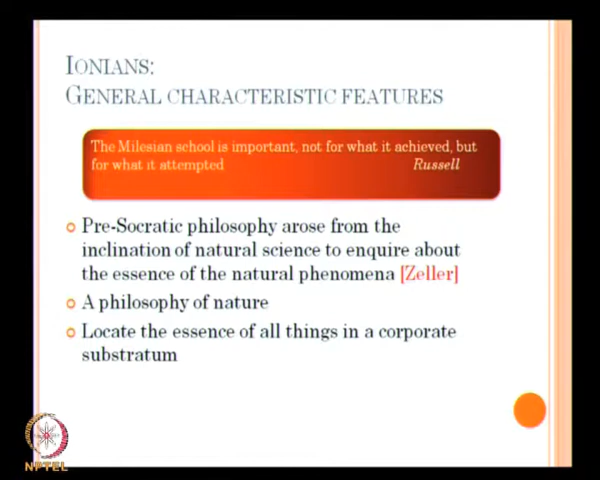 IONIANS:
GENERAL CHARACTERISTIC FEATURES
The Milesian school is important, not for what it achieved, but
for what it attempted Russell
Pre-Socratic philosophy arose from the
inclination of natural science to enquire about
the essence of the natural phenomena [Zeller]
A philosophy of nature
Locate the essence of all things in a corporate
substratum
NPTEL